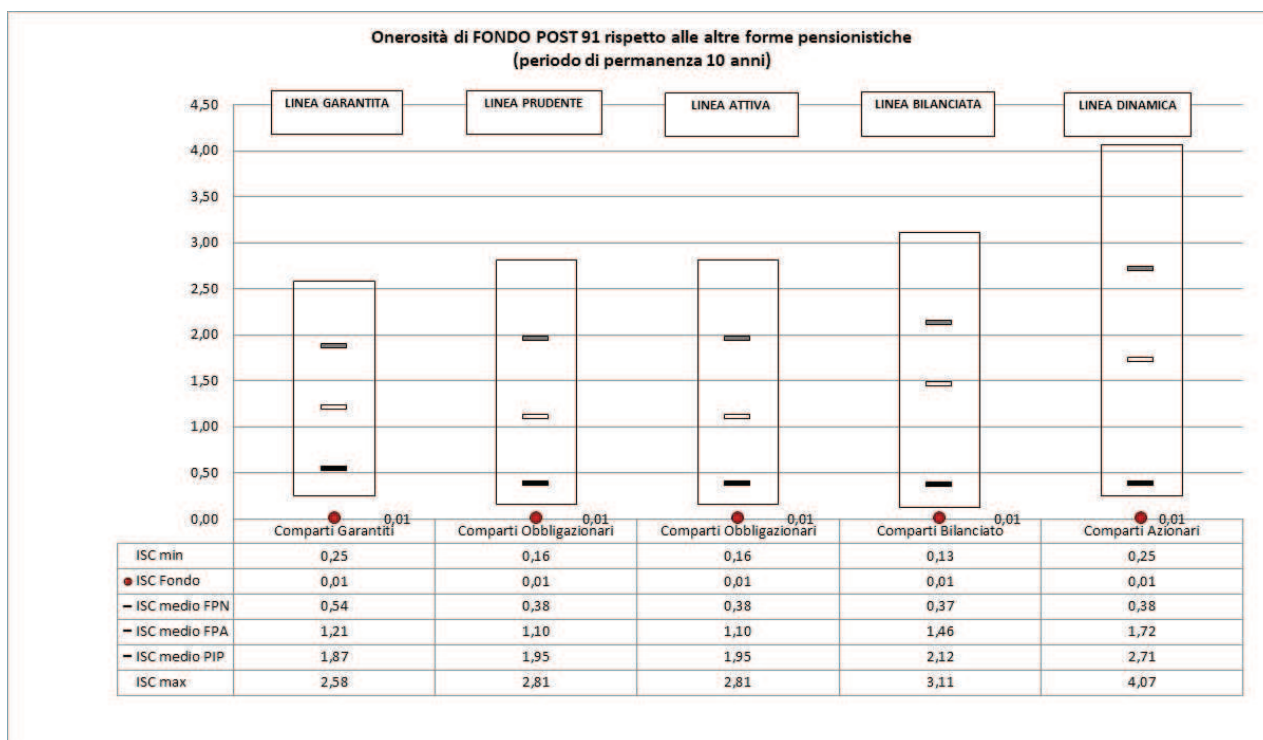 Onerosità di FONDO POST 91 rispetto alle altre forme pensionistiche
(periodo di permanenza 10 anni)
LINEA GARANTITA LINEA PRUDENTE LINEA ATTIVA LINEA BILANCIATA LINEA DINAMICA
4,50
4,00
3,50
3,00
2,50
2,00
1,50
1,00
0,50
0,00 0,01 0,01 0,01 0,01 0,01
Comparti Garantiti Comparti Obbligazionari Comparti Obbligazionari Comparti Bilanciato Comparti Azionari
ISC min 0,25 0,16 0,16 0,13 0,25
ISC Fondo 0,01 0,01 0,01 0,01 0,01
ISC medio FPN 0,54 0,38 0,38 0,37 0,38
ISC medio FPA 1,21 1,10 1,10 1,46 1,72
ISC medio PIP 1,87 1,95 1,95 2,12 2,71
ISC max 2,58 2,81 2,81 3,11 4,07